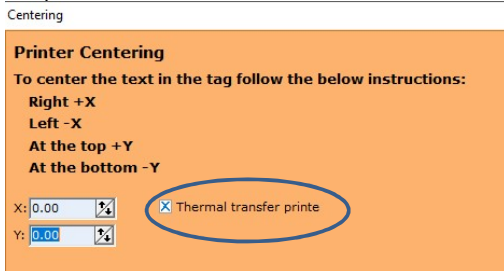 Centering
Printer Centering
To center the text in the tag follow the below instructions:
Right +X
Left -X
At the top +Y
At the bottom -Y
X: 0.00 Thermal transfer printe
Y: 0.00